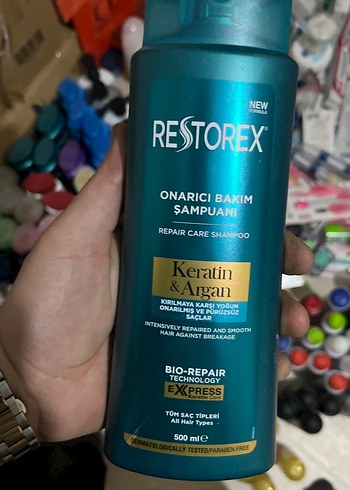 NEW
FORMULA
RESTOREX®
ONARICI BAKIM
ŞAMPUANI
REPAIR CARE SHAMPOO
Keratin
& Argan
KIRILMAYA KARŞI YOĞUN
ONARILMIŞ VE PÜRÜZSÜZ
SAÇLAR
INTENSIVELY REPAIRED AND SMOOTH
HAIR AGAINST BREAKAGE
BIO-REPAIR
TECHNOLOGY
EXPRESS
Keratin Care
TÜM SAÇ TİPLERİ
All Hair Types
500 ml e
DERMATOLOGICALLY TESTED/PARABEN FREE